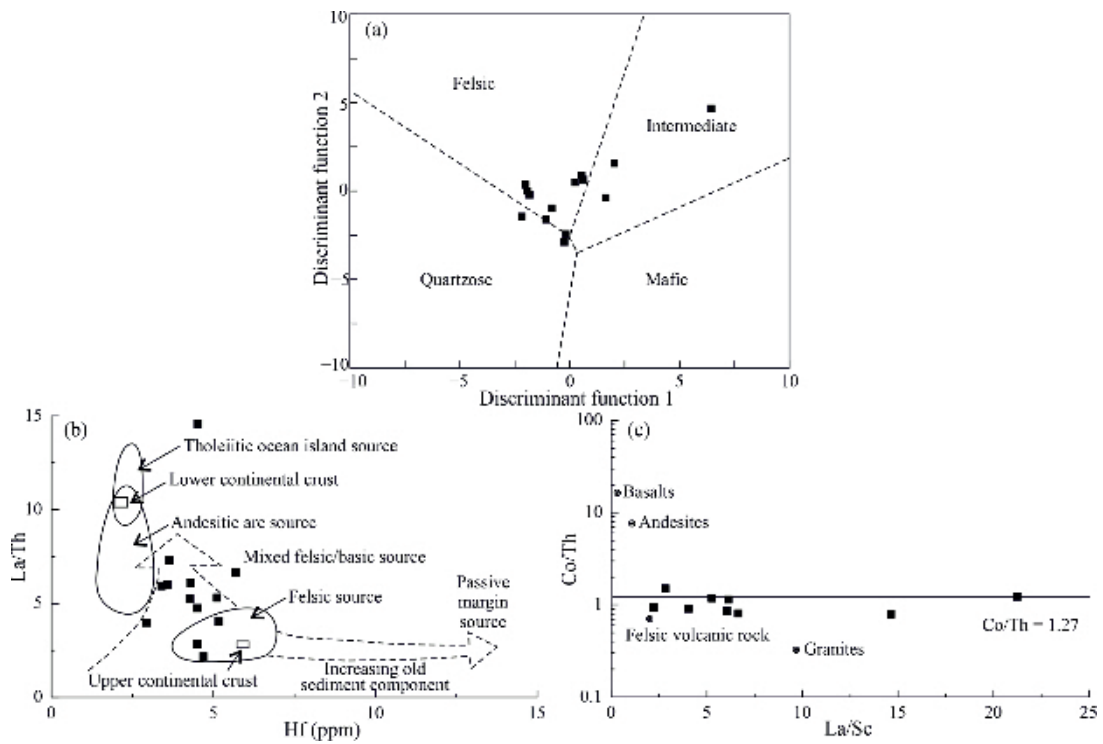 (a)
10
5
0
−5
−10
Discriminant function 2
Felsic
Intermediate
Quartzose
Mafic
−10
−5
0
5
10
Discriminant function 1
(b)
15
10
5
0
La/Th
Tholeiitic ocean island source
Lower continental crust
Andesitic arc source
Mixed felsic/basic source
Felsic source
Passive
margin
source
Upper continental crust
Increasing old
sediment component
0
5
10
15
Hf (ppm)
(c)
100
10
1
0.1
Co/Th
Basalts
Andesites
Felsic volcanic rock
Granites
Co/Th = 1.27
0
5
10
15
20
25
La/Sc